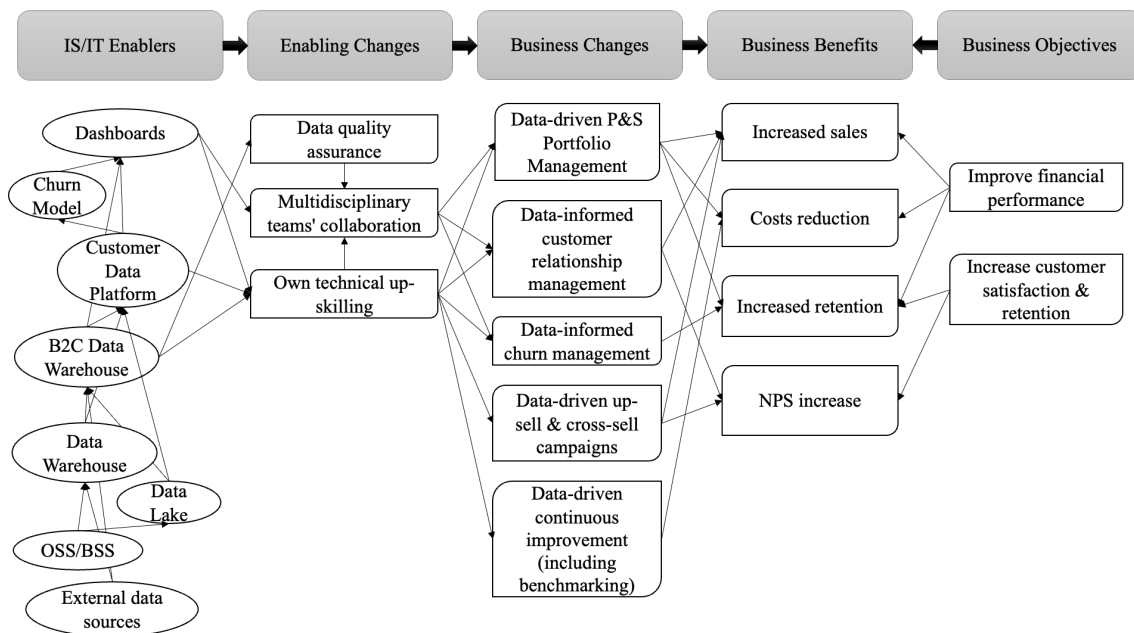 IS/IT Enablers
Enabling Changes
Business Changes
Business Benefits
Business Objectives
Dashboards
Churn
Model
Customer
Data
Platform
B2C Data
Warehouse
Data
Warehouse
Data
Lake
OSS/BSS
External data
sources
Data quality
assurance
Multidisciplinary
teams' collaboration
Own technical up-
skilling
Data-driven P&S
Portfolio
Management
Data-informed
customer
relationship
management
Data-informed
churn management
Data-driven up-
sell & cross-sell
campaigns
Data-driven
continuous
improvement
(including
benchmarking)
Increased sales
Costs reduction
Increased retention
NPS increase
Improve financial
performance
Increase customer
satisfaction &
retention